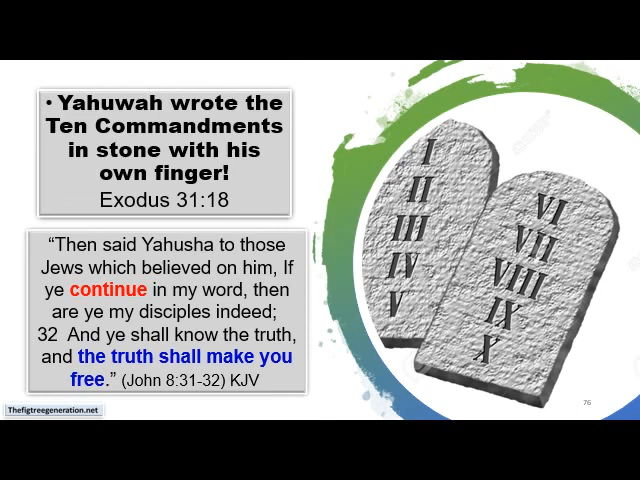 • Yahuwah wrote the
Ten Commandments
in stone with his
own finger!
Exodus 31:18
“Then said Yahusha to those
Jews which believed on him, If
ye continue in my word, then
are ye my disciples indeed;
32 And ye shall know the truth,
and the truth shall make you
free.” (John 8:31-32) KJV
I
II
III
IV
V
VI
VII
VIII
IX
X
Thefigtreegeneration.net
76